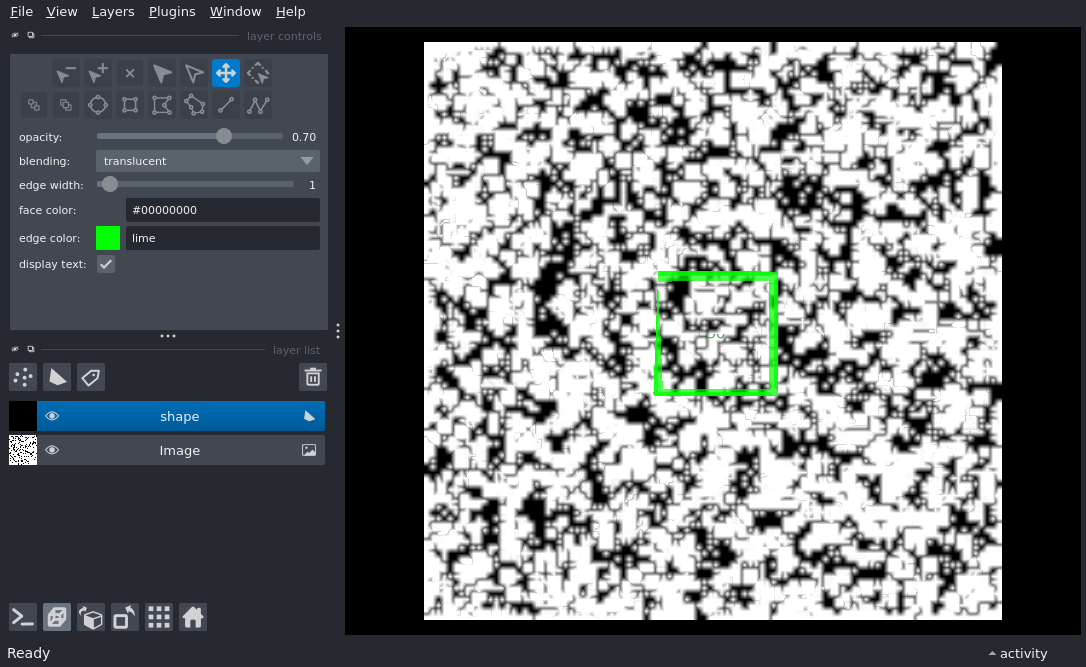 File View Layers Plugins Window Help
layer controls
opacity: 0.70
blending: translucent
edge width: 1
face color: #00000000
edge color: lime
display text:
layer list
shape
Image
Ready
activity